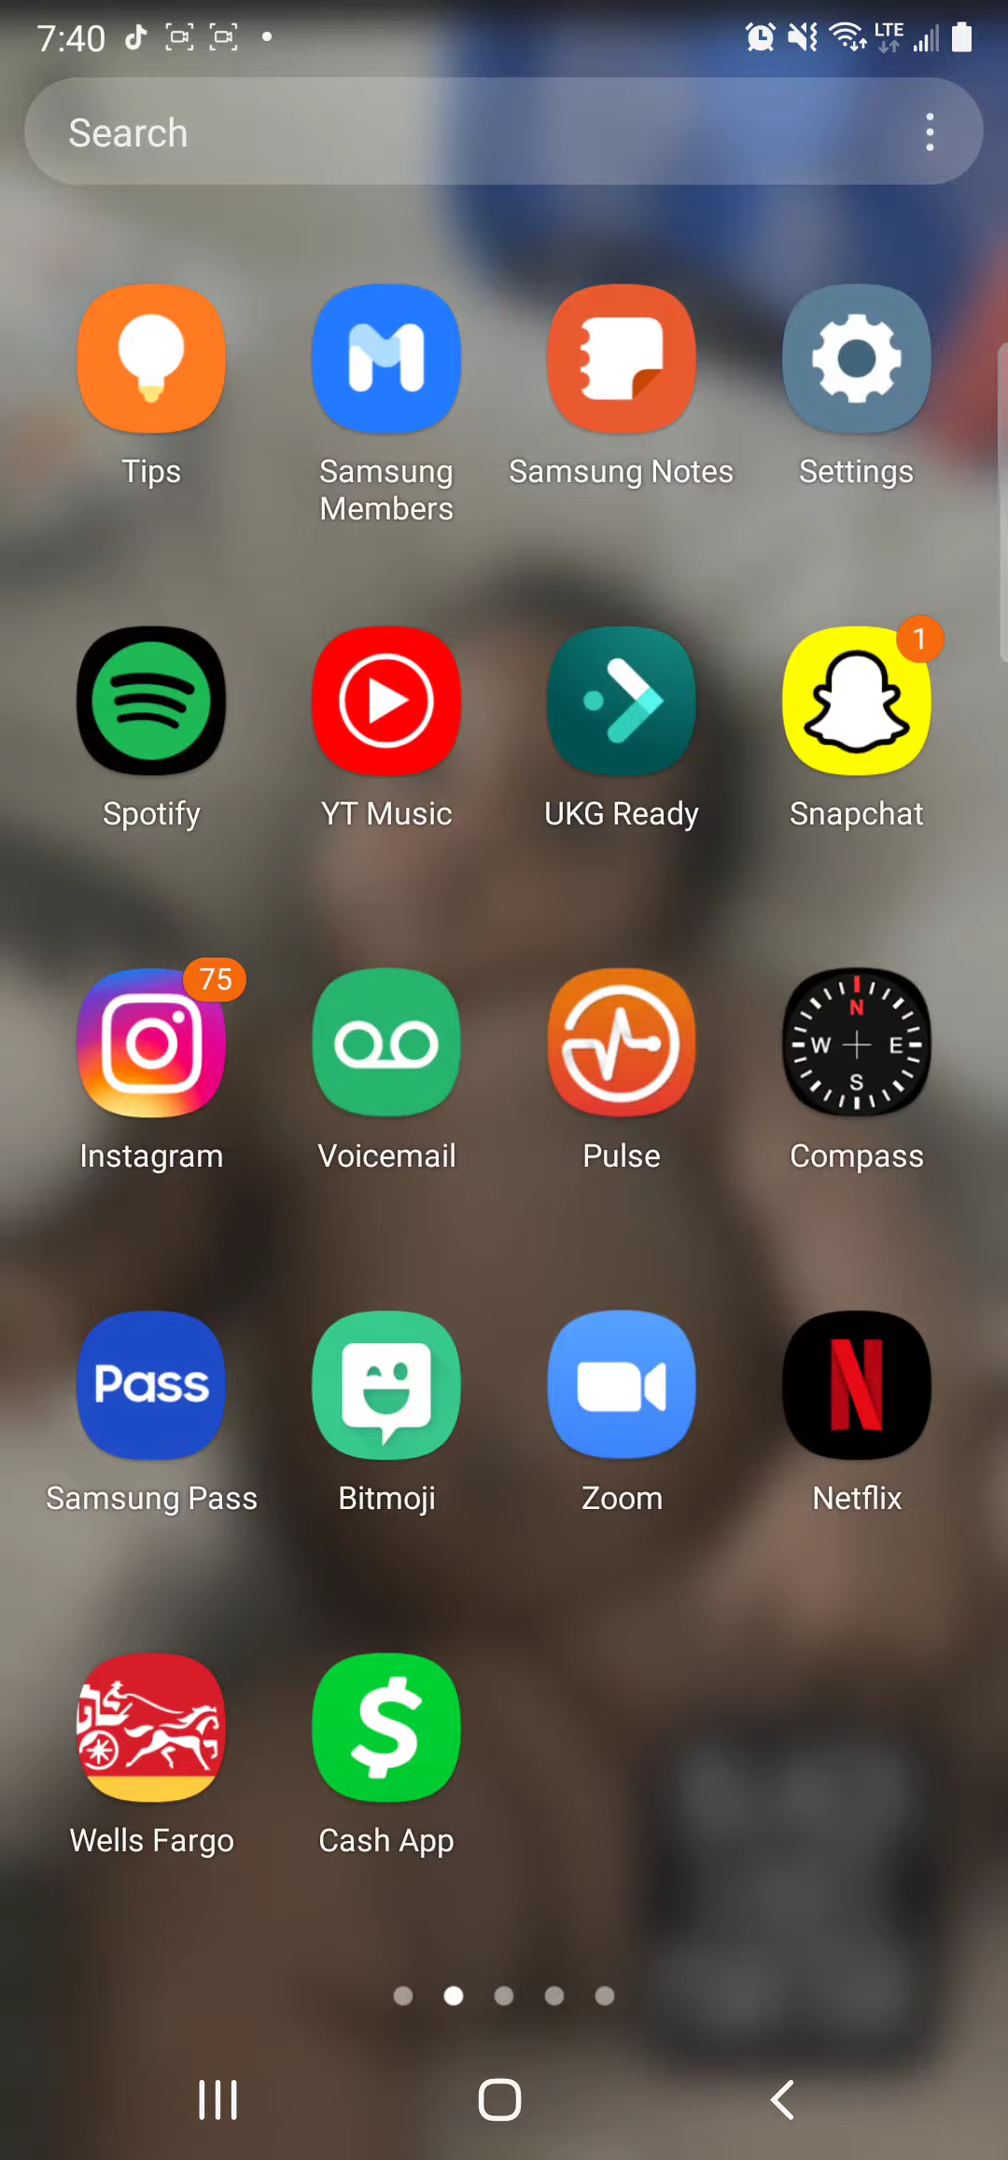 7:40
LTE
Search
Tips
Samsung
Members
Samsung Notes
Settings
1
Spotify
YT Music
UKG Ready
Snapchat
75
N
W
E
S
Instagram
Voicemail
Pulse
Compass
Pass
N
Samsung Pass
Bitmoji
Zoom
Netflix
$
Wells Fargo
Cash App